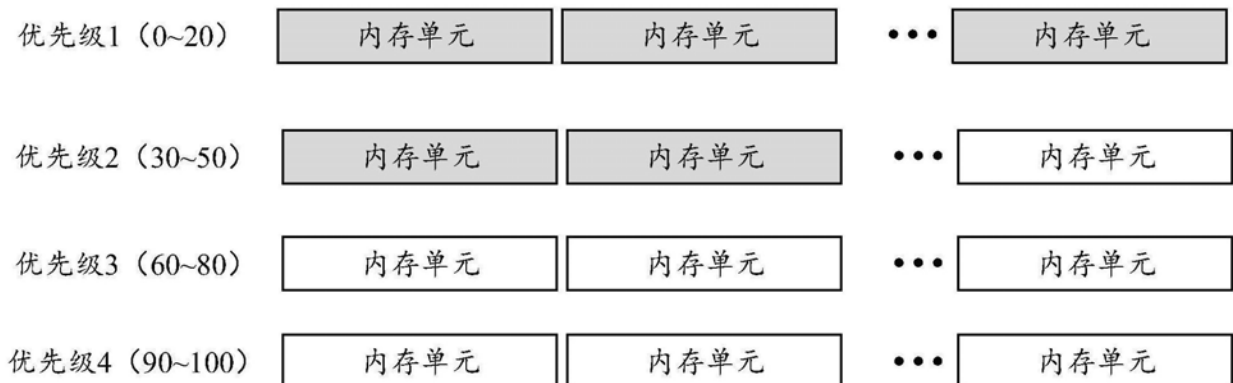 优先级1（0~20） 内存单元 内存单元 ••• 内存单元
优先级2（30~50） 内存单元 内存单元 ••• 内存单元
优先级3（60~80） 内存单元 内存单元 ••• 内存单元
优先级4（90~100） 内存单元 内存单元 ••• 内存单元